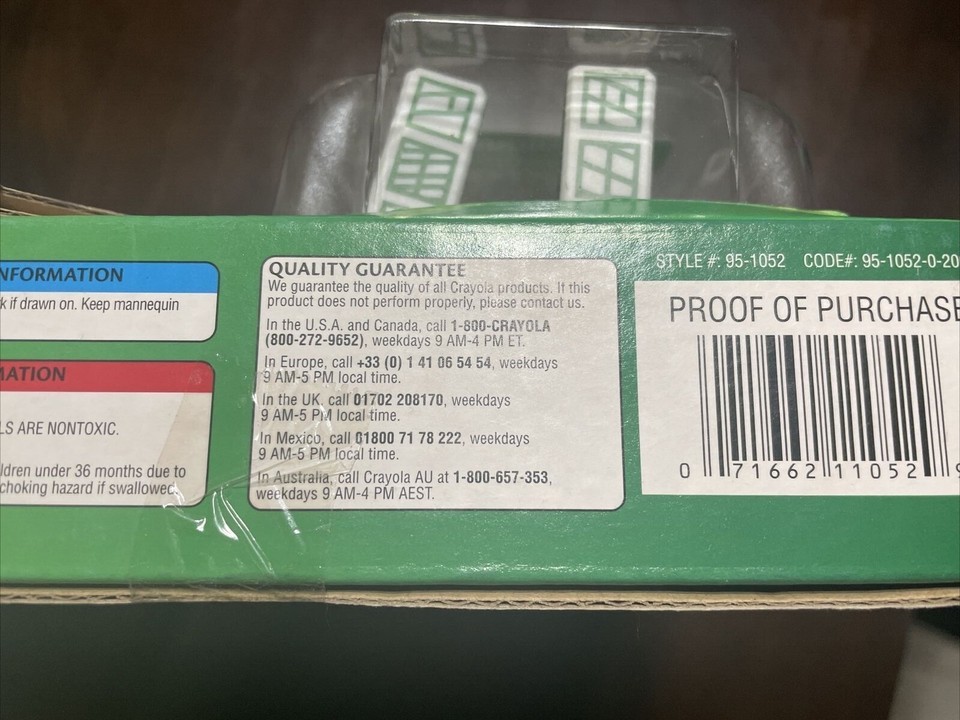 NFORMATION
k if drawn on. Keep mannequin
MATION
LS ARE NONTOXIC.
ldren under 36 months due to
choking hazard if swallowed
QUALITY GUARANTEE
We guarantee the quality of all Crayola products. If this
product does not perform properly, please contact us.
In the U.S.A. and Canada, call 1-800-CRAYOLA
(800-272-9652), weekdays 9 AM-4 PM ET.
In Europe, call +33 (0) 1 41 06 54 54, weekdays
9 AM-5 PM local time.
In the UK, call 01702 208170, weekdays
9 AM-5 PM local time.
In Mexico, call 01800 71 78 222, weekdays
9 AM-5 PM local time.
In Australia, call Crayola AU at 1-800-657-353,
weekdays 9 AM-4 PM AEST.
STYLE #: 95-1052 CODE#: 95-1052-0-20
PROOF OF PURCHASE
0 71662 11052 9